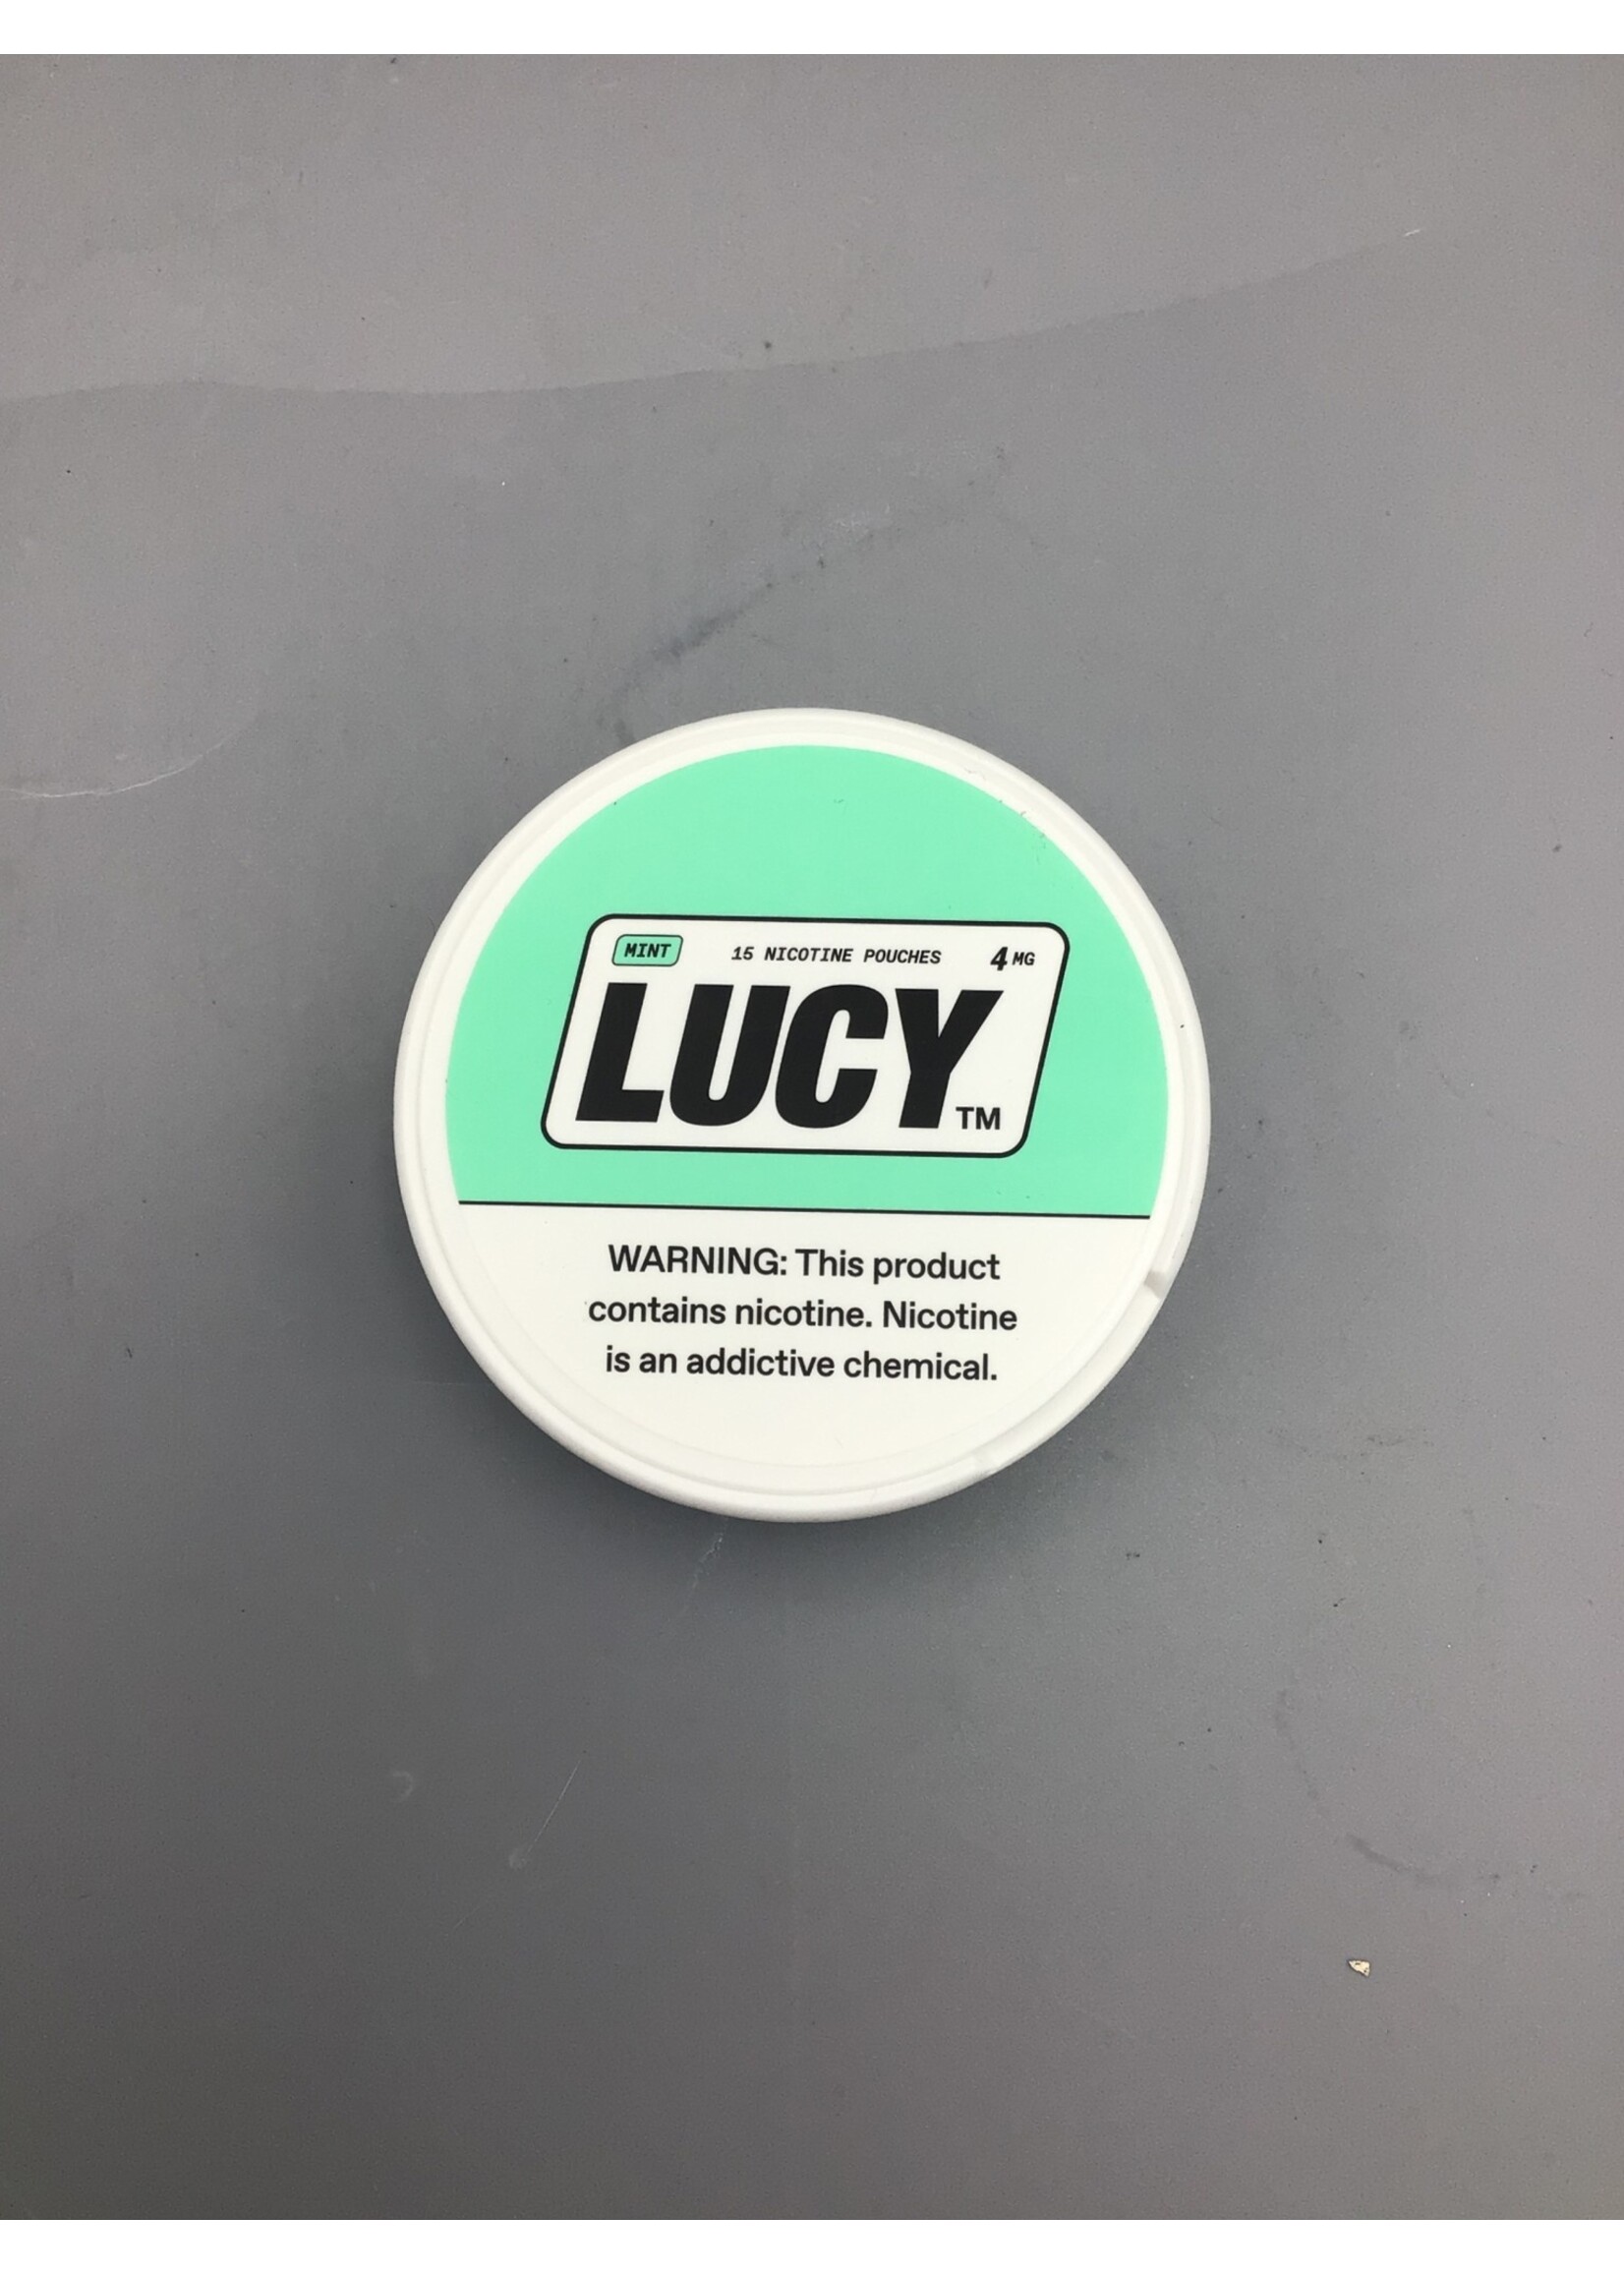 MINT 15 NICOTINE POUCHES 4 MG
LUCY TM
WARNING: This product
contains nicotine. Nicotine
is an addictive chemical.